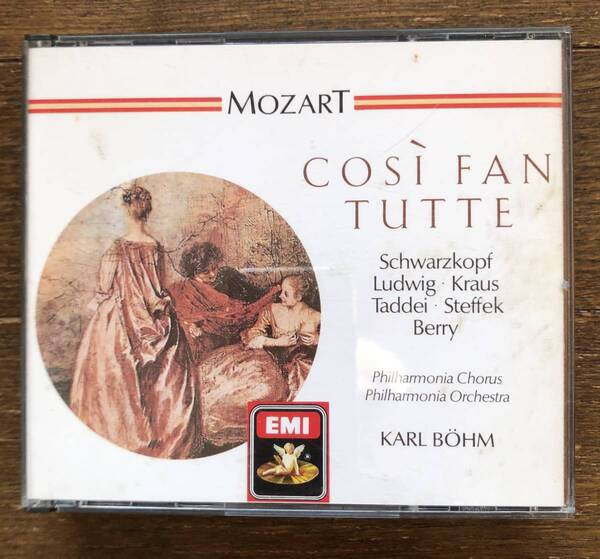 MOZART
COSÌ FAN
TUTTE
Schwarzkopf
Ludwig · Kraus
Taddei · Steffek
Berry
Philharmonia Chorus
Philharmonia Orchestra
KARL BÖHM
EMI